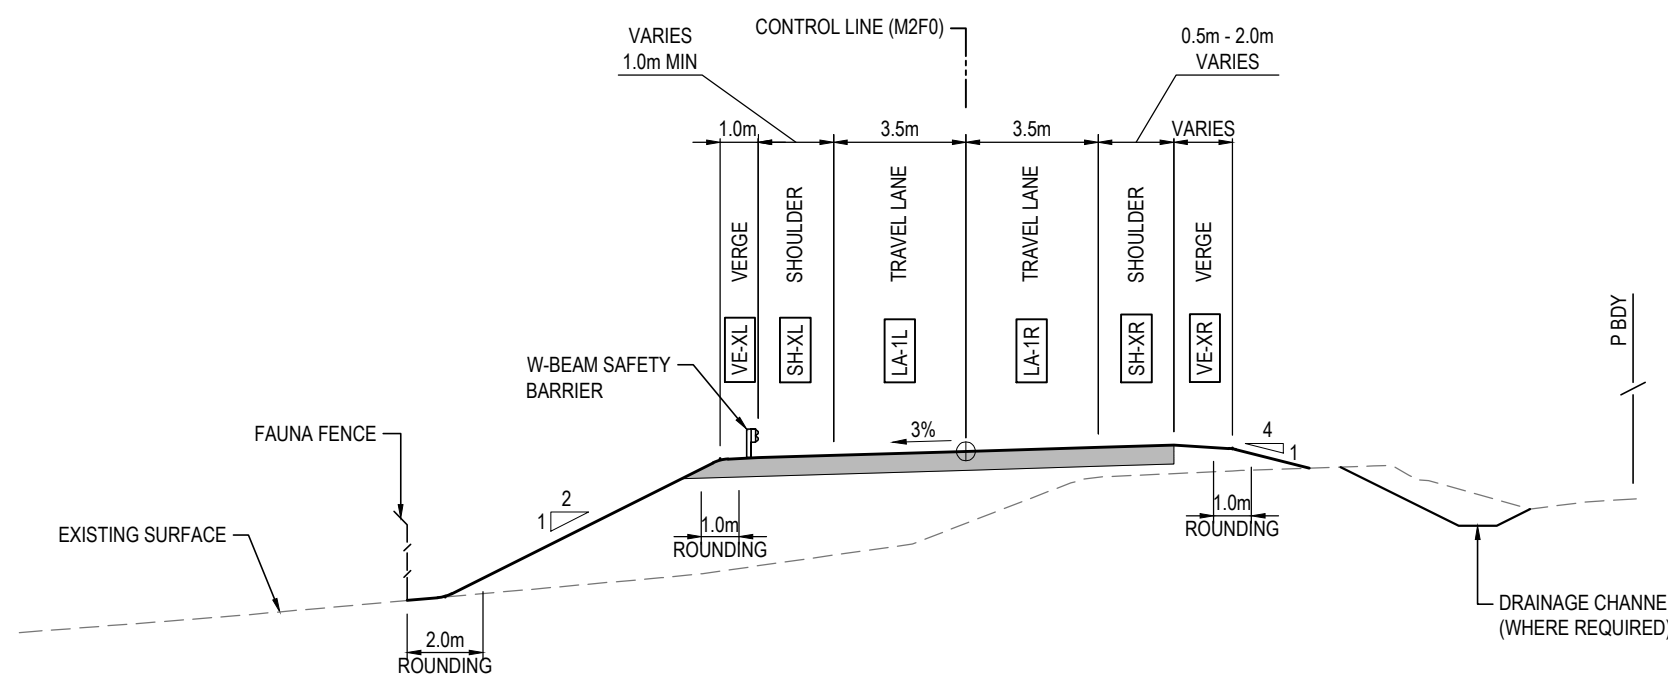 CONTROL LINE (M2F0)
VARIES
1.0m MIN
0.5m - 2.0m
VARIES
1.0m
3.5m
3.5m
VARIES
VERGE
SHOULDER
TRAVEL LANE
TRAVEL LANE
SHOULDER
VERGE
VE-XL
SH-XL
LA-1L
LA-1R
SH-XR
VE-XR
P BDY
W-BEAM SAFETY
BARRIER
FAUNA FENCE
3%
4
1
2
1
1.0m
ROUNDING
1.0m
ROUNDING
EXISTING SURFACE
2.0m
ROUNDING
DRAINAGE CHANNE
(WHERE REQUIRED)